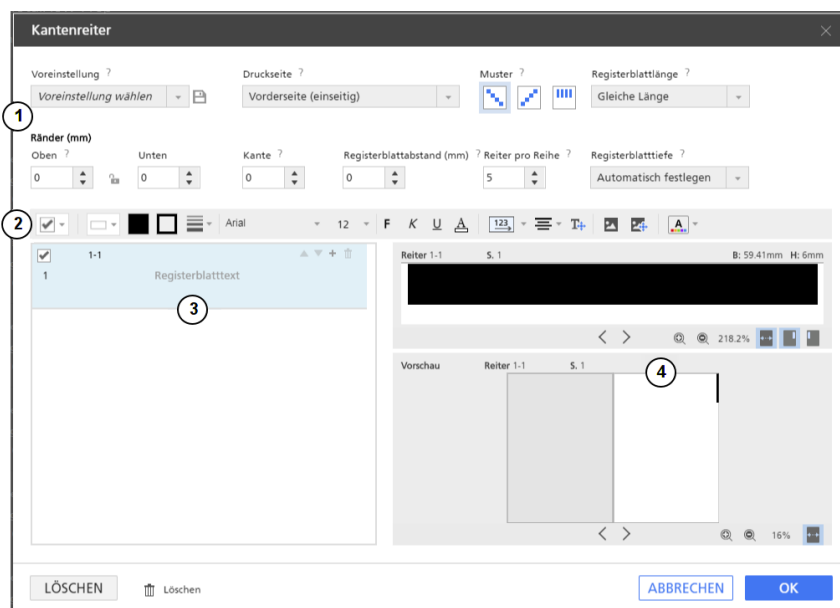 Kantenreiter
Voreinstellung ? Druckseite ? Muster ? Registerblattlänge ?
Voreinstellung wählen Vorderseite (einseitig) Gleiche Länge
1
Ränder (mm)
Oben ? Unten Kante ? Registerblattabstand (mm) ? Reiter pro Reihe ? Registerblatttiefe ?
0 0 0 0 5 Automatisch festlegen
2 Arial 12 F K U A 123 T A
1-1
1 Registerblatttext
3
Reiter 1-1 S. 1 B: 59.41mm H: 6mm
218.2%
Vorschau Reiter 1-1 S. 1
4
16%
LÖSCHEN Löschen ABBRECHEN OK